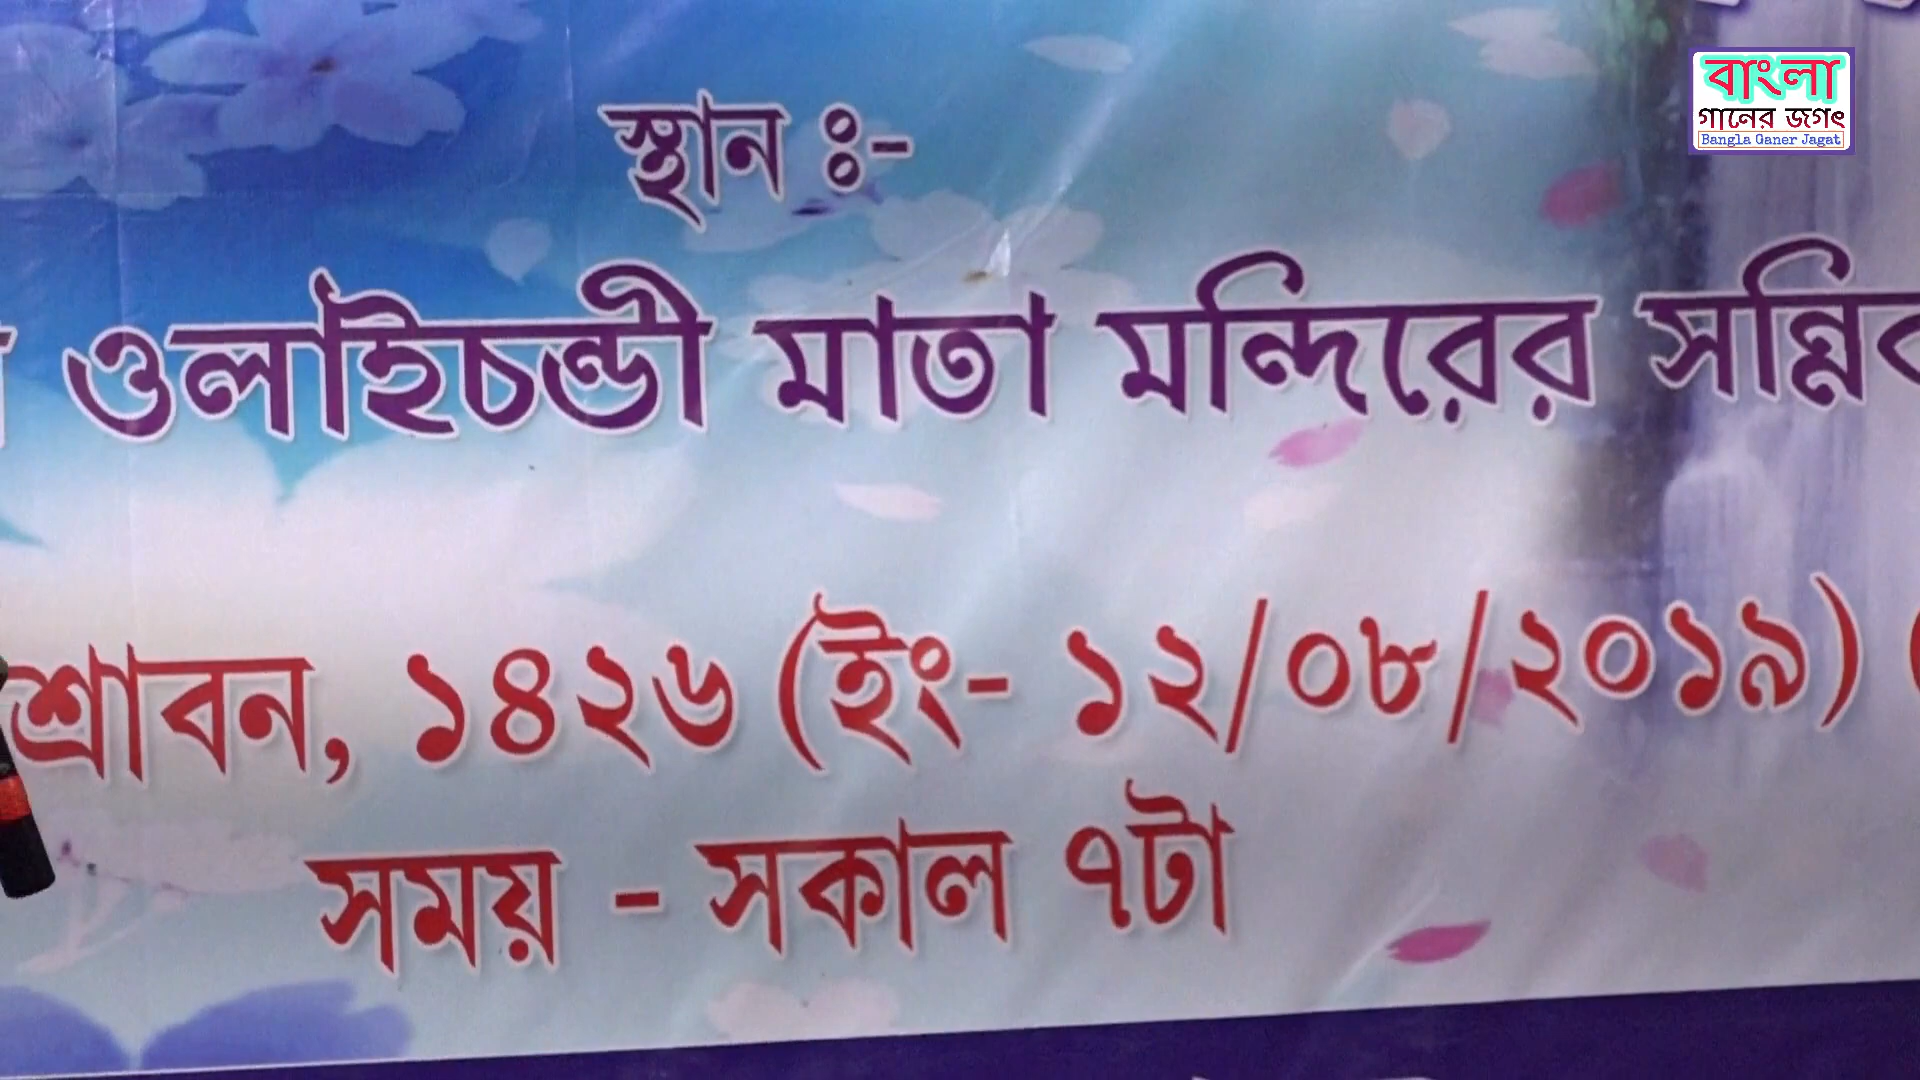 বাংলা
গানের জগৎ
Bangla Ganer Jagat
স্থান ঃ-
ওলাইচন্ডী মাতা মন্দিরের
শ্রাবন, ১৪২৬ (ইং- ১২/০৮/২০১৯)
সময় - সকাল ৭টা